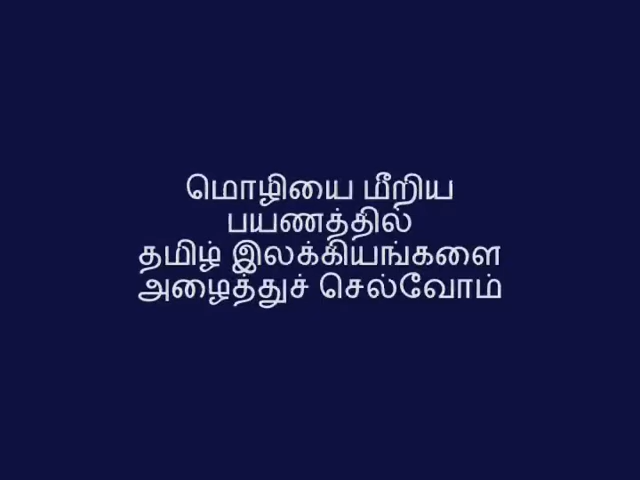 மொழியை மீறிய
பயணத்தில்
தமிழ் இலக்கியங்களை
அழைத்துச் செல்வோம்